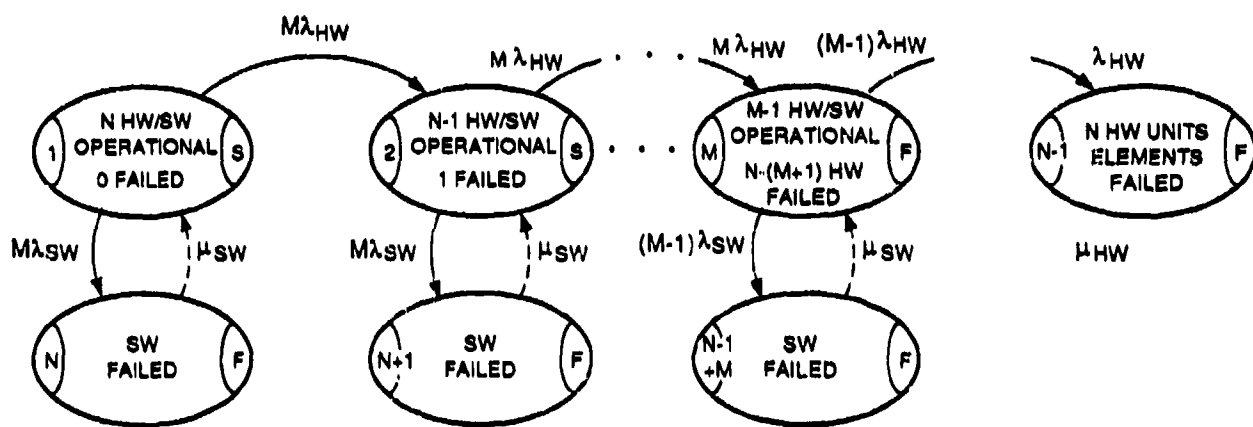 MλHW
MλHW
· · ·
MλHW
(M-1)λHW
λHW
1
N HW/SW
OPERATIONAL
0 FAILED
S
2
N-1 HW/SW
OPERATIONAL
1 FAILED
S
· · ·
M
M-1 HW/SW
OPERATIONAL
N-(M+1) HW
FAILED
F
N-1
N HW UNITS
ELEMENTS
FAILED
F
MλSW
μSW
MλSW
μSW
(M-1)λSW
μSW
μHW
N
SW
FAILED
F
N+1
SW
FAILED
F
N-1
+M
SW
FAILED
F